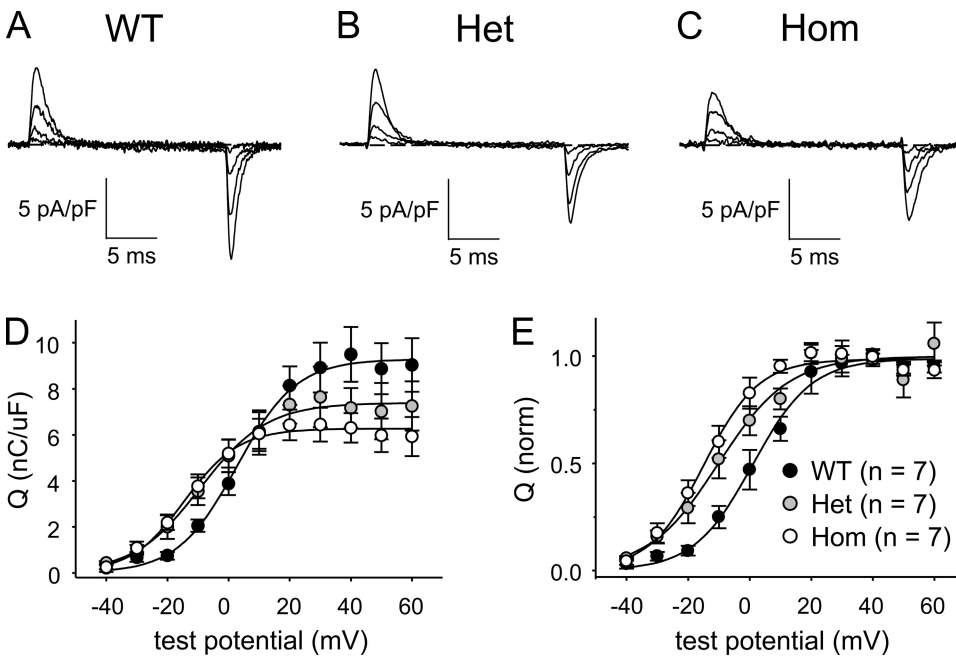 A WT
B Het
C Hom
5 pA/pF
5 ms
5 pA/pF
5 ms
5 pA/pF
5 ms
D
Q (nC/uF)
10
8
6
4
2
0
-40 -20 0 20 40 60
test potential (mV)
E
Q (norm)
1.0
0.5
0.0
WT (n = 7)
Het (n = 7)
Hom (n = 7)
-40 -20 0 20 40 60
test potential (mV)